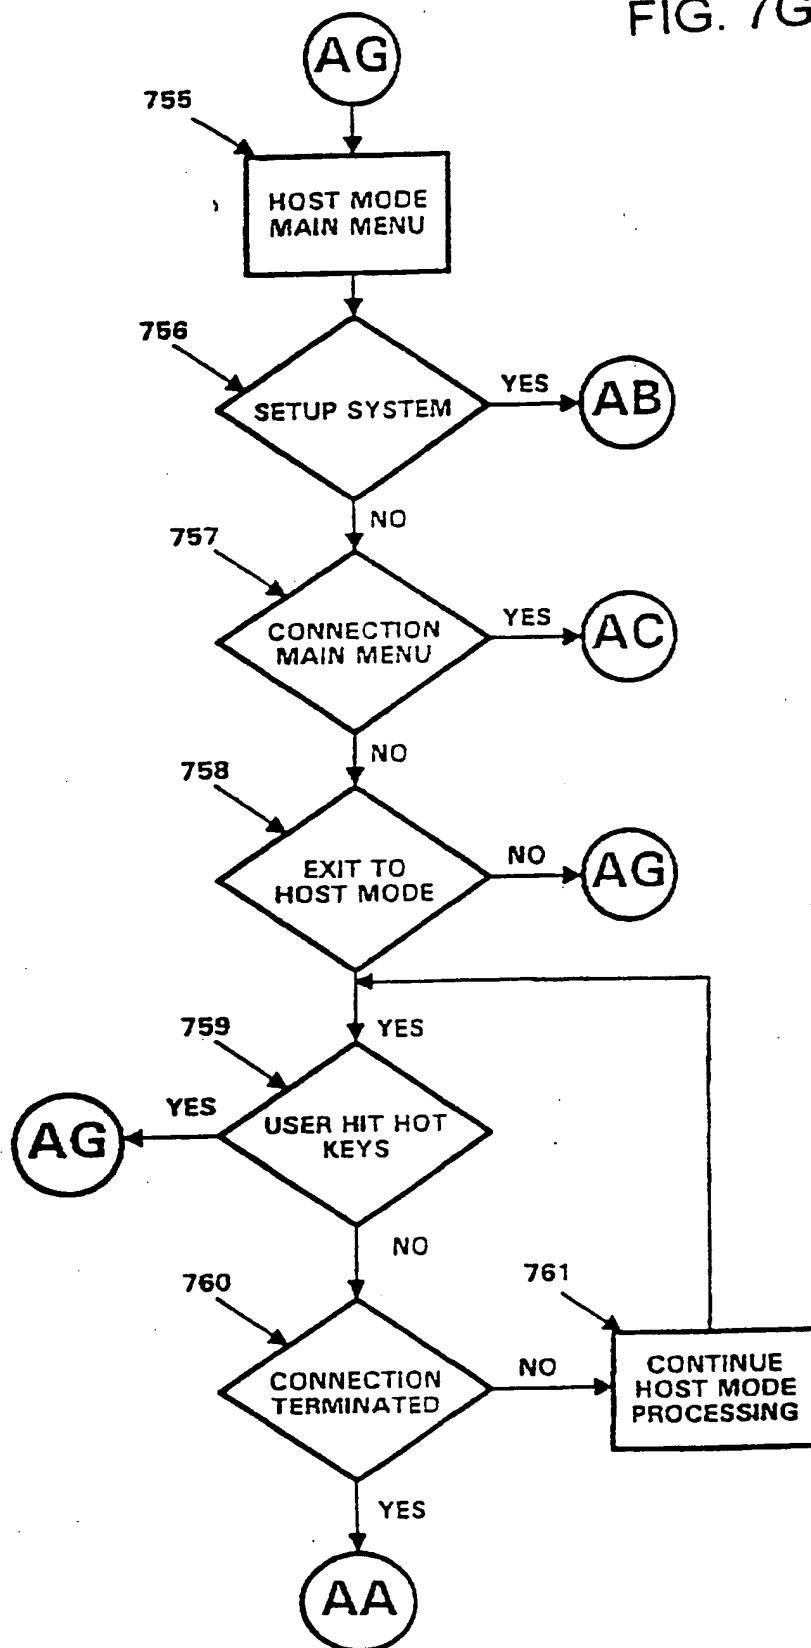 FIG. 7G
AG
755
HOST MODE
MAIN MENU
756
SETUP SYSTEM
YES
AB
NO
757
CONNECTION
MAIN MENU
YES
AC
NO
758
EXIT TO
HOST MODE
NO
AG
YES
759
USER HIT HOT
KEYS
YES
AG
NO
760
CONNECTION
TERMINATED
NO
761
CONTINUE
HOST MODE
PROCESSING
YES
AA